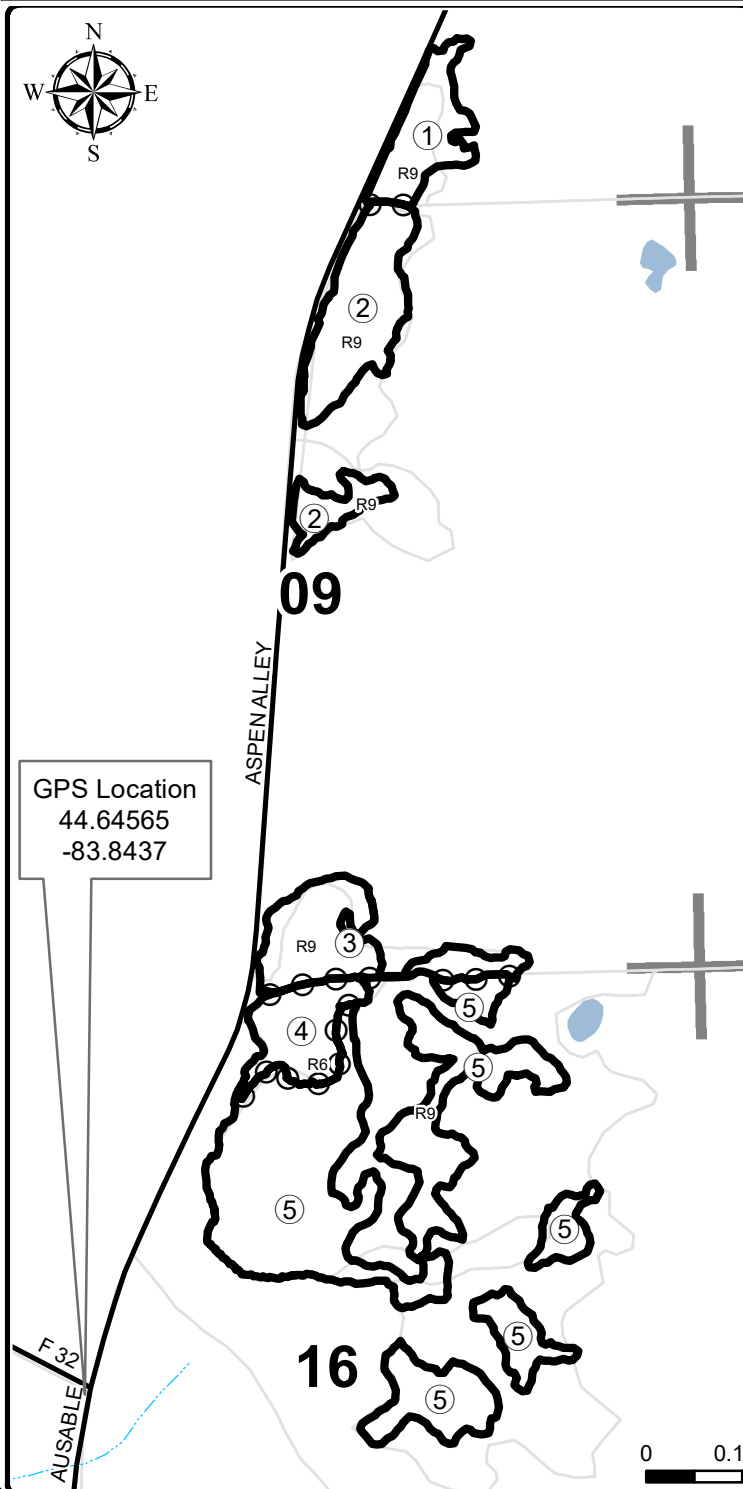 N
W E
S
1
R9
2
R9
2
R9
09
ASPEN ALLEY
GPS Location
44.64565
-83.8437
3
R9
5
4
5
R6
R9
5
5
5
16
5
F 32
AUSABLE
0 0.1